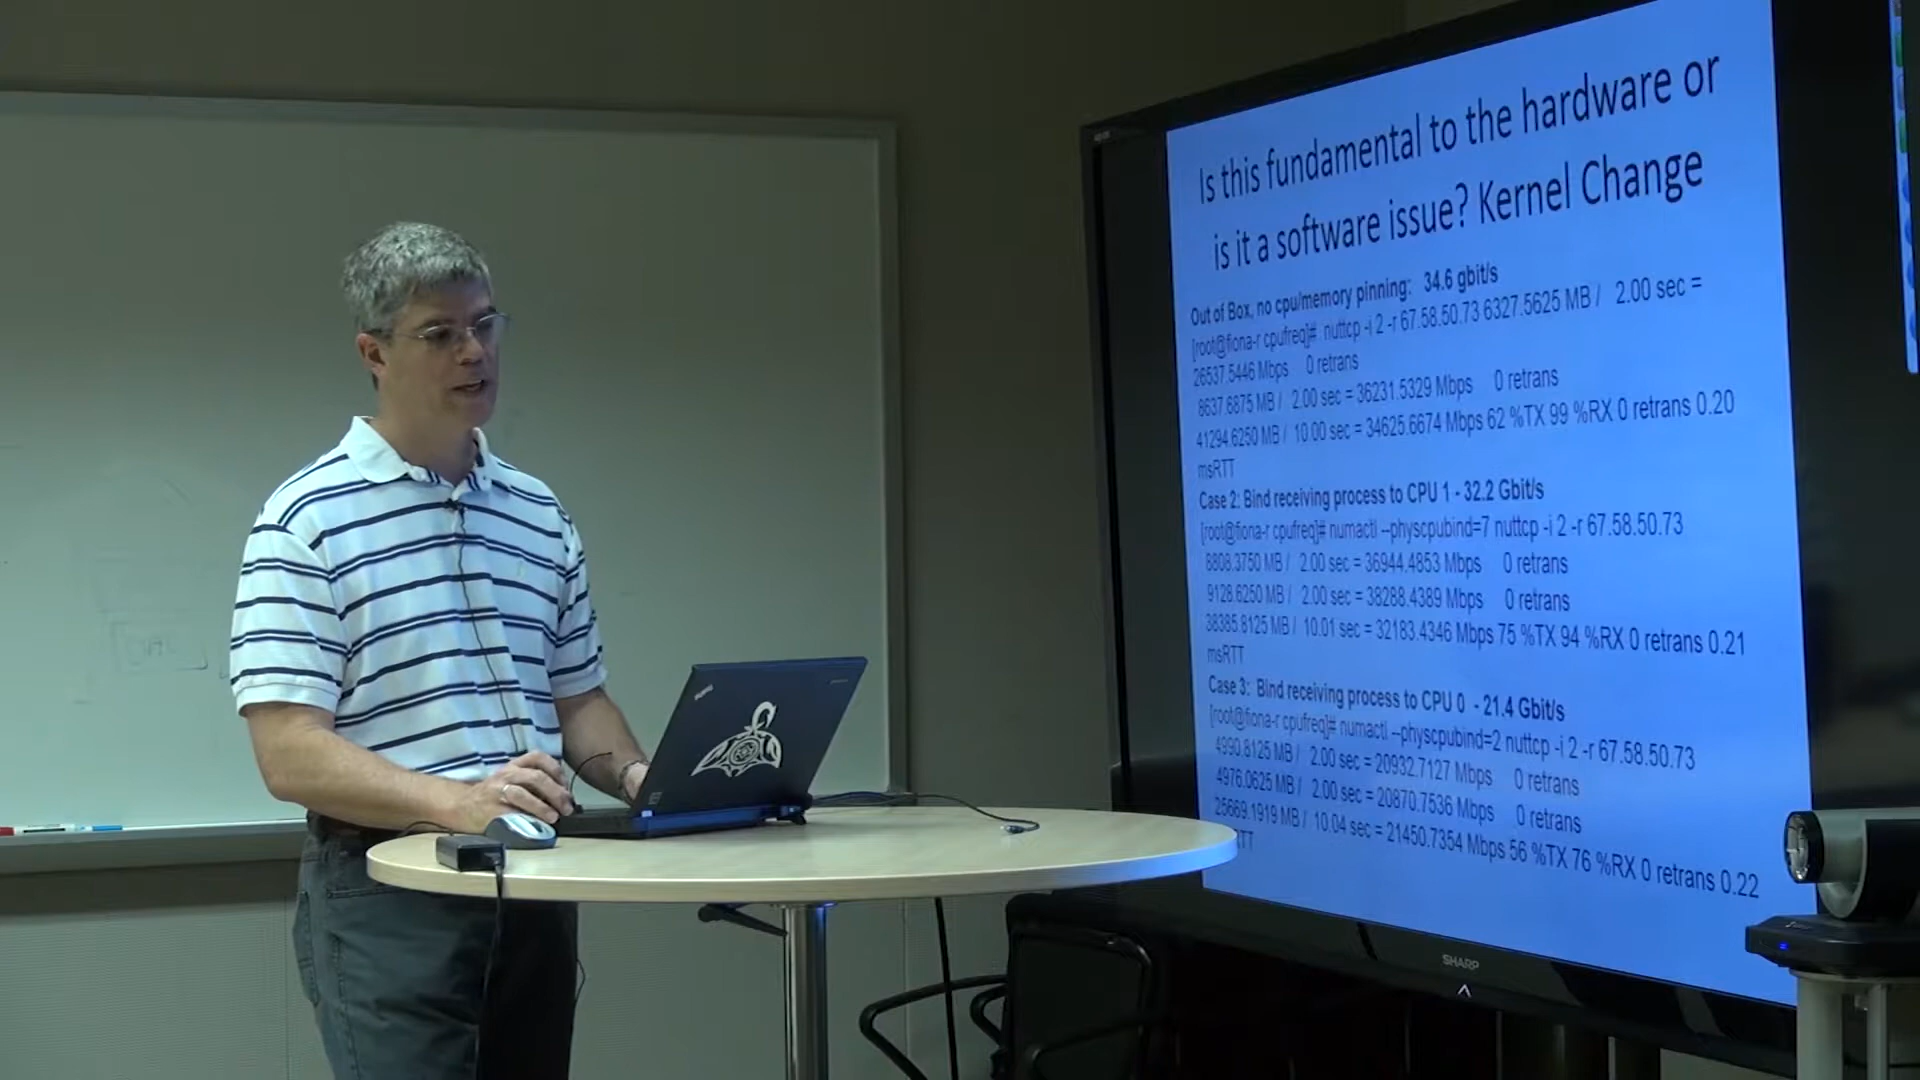 Is this fundamental to the hardware or
is it a software issue? Kernel Change
Out of Box, no cpu/memory pinning: 34.6 gbit/s
[root@fiona-r cpufreq]# nuttcp -i 2 -r 67.58.50.73 6327.5625 MB / 2.00 sec =
26537.5446 Mbps 0 retrans
8637.6875 MB / 2.00 sec = 36231.5329 Mbps 0 retrans
41294.6250 MB / 10.00 sec = 34625.6674 Mbps 62 %TX 99 %RX 0 retrans 0.20
msRTT
Case 2: Bind receiving process to CPU 1 - 32.2 Gbit/s
[root@fiona-r cpufreq]# numactl --physcpubind=7 nuttcp -i 2 -r 67.58.50.73
8808.3750 MB / 2.00 sec = 36944.4853 Mbps 0 retrans
9128.6250 MB / 2.00 sec = 38288.4389 Mbps 0 retrans
38385.8125 MB / 10.01 sec = 32183.4346 Mbps 75 %TX 94 %RX 0 retrans 0.21
msRTT
Case 3: Bind receiving process to CPU 0 - 21.4 Gbit/s
[root@fiona-r cpufreq]# numactl --physcpubind=2 nuttcp -i 2 -r 67.58.50.73
4990.8125 MB / 2.00 sec = 20932.7127 Mbps 0 retrans
4976.0625 MB / 2.00 sec = 20870.7536 Mbps 0 retrans
25669.1919 MB / 10.04 sec = 21450.7354 Mbps 56 %TX 76 %RX 0 retrans 0.22
TT
SHARP